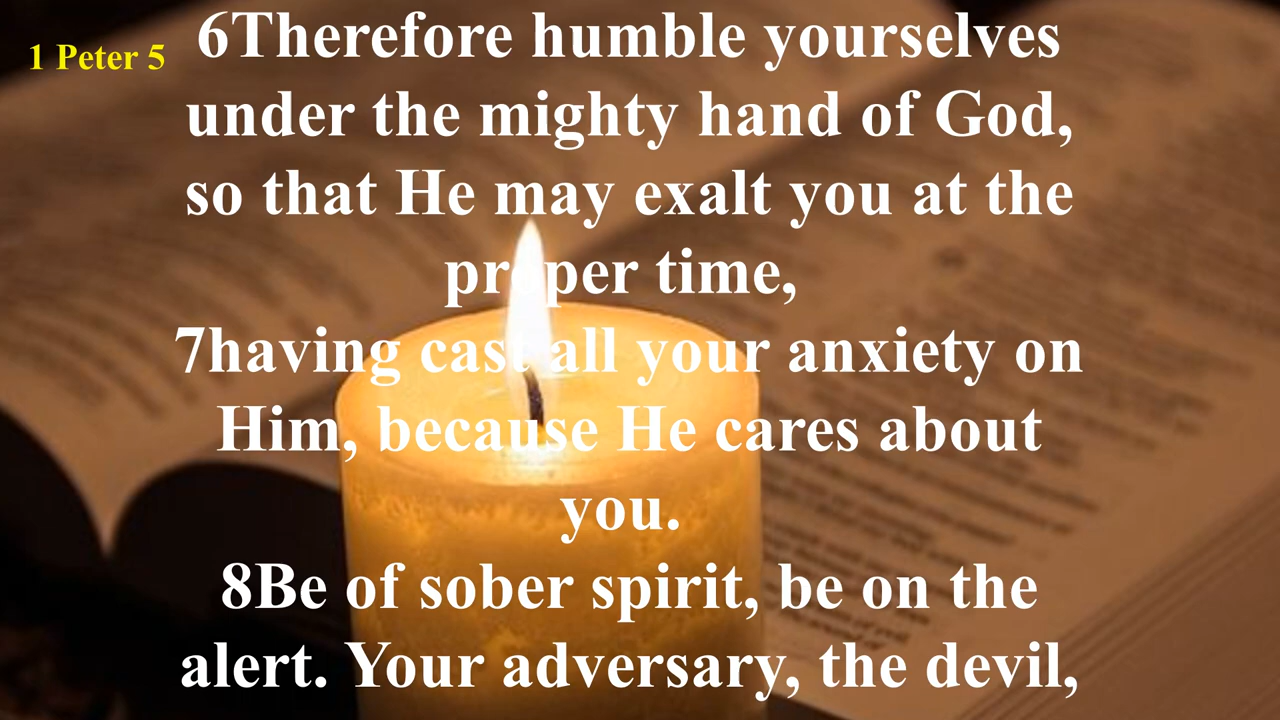 1 Peter 5
6Therefore humble yourselves
under the mighty hand of God,
so that He may exalt you at the
proper time,
7having cast all your anxiety on
Him, because He cares about
you.
8Be of sober spirit, be on the
alert. Your adversary, the devil,